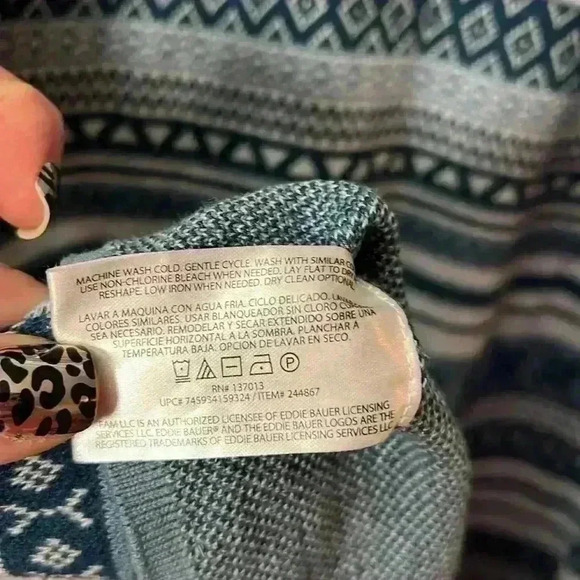 MACHINE WASH COLD. GENTLE CYCLE. WASH WITH SIMILAR
USE NON-CHLORINE BLEACH WHEN NEEDED. LAY FLAT TO
RESHAPE. LOW IRON WHEN NEEDED. DRY CLEAN OPTIONAL.
LAVAR A MAQUINA CON AGUA FRIA. CICLO DELICADO.
COLORES SIMILARES. USAR BLANQUEADOR SIN CLORO
SEA NECESARIO. REMODELAR Y SECAR EXTENDIDO SOBRE UNA
SUPERFICIE HORIZONTAL A LA SOMBRA. PLANCHAR A
TEMPERATURA BAJA. OPCION DE LAVAR EN SECO.
P
RN# 137013
UPC# 745934159324 / ITEM# 244867
FAM LLC IS AN AUTHORIZED LICENSEE OF EDDIE BAUER LICENSING
SERVICES LLC. EDDIE BAUER® AND THE EDDIE BAUER LOGOS ARE THE
REGISTERED TRADEMARKS OF EDDIE BAUER LICENSING SERVICES LLC.